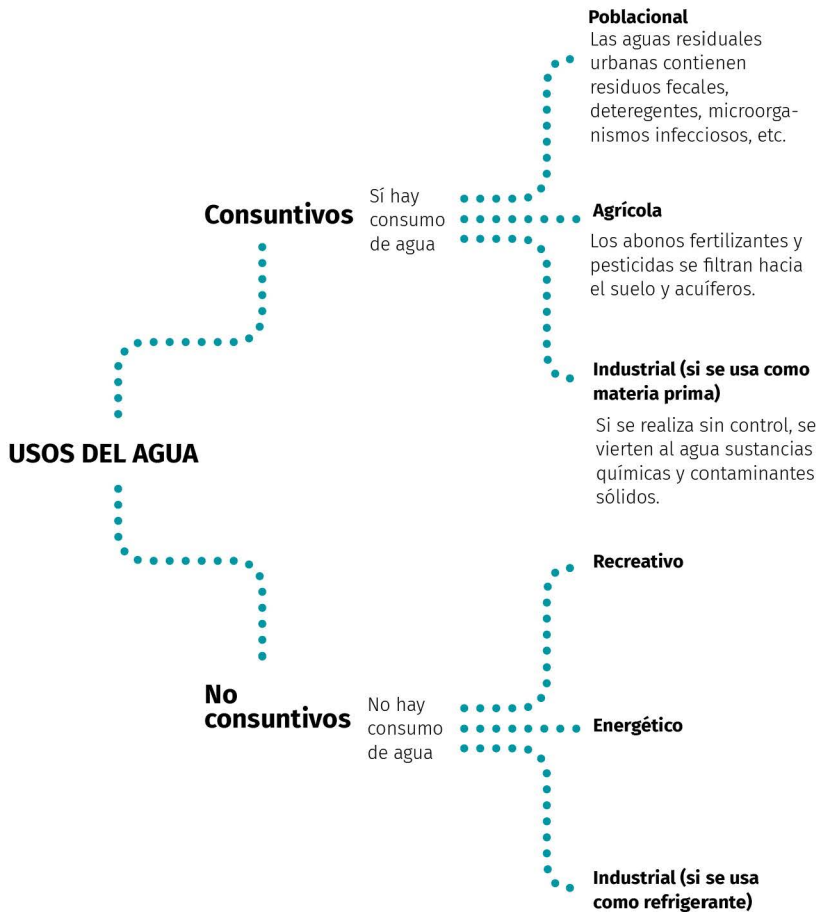 Poblacional
Las aguas residuales
urbanas contienen
residuos fecales,
deteregentes, microorga-
nismos infecciosos, etc.
Consuntivos
Sí hay
consumo
de agua
Agrícola
Los abonos fertilizantes y
pesticidas se filtran hacia
el suelo y acuíferos.
Industrial (si se usa como
materia prima)
Si se realiza sin control, se
vierten al agua sustancias
químicas y contaminantes
sólidos.
USOS DEL AGUA
Recreativo
No
consuntivos
No hay
consumo
de agua
Energético
Industrial (si se usa
como refrigerante)